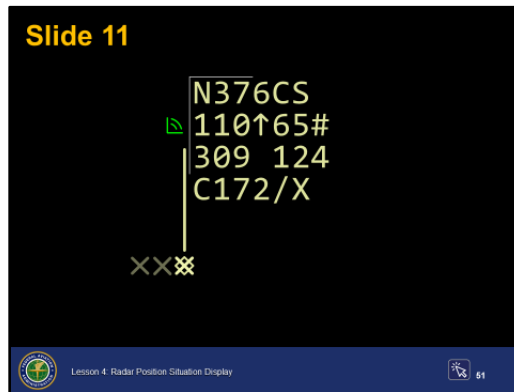 Slide 11
N376CS
110↑65#
309 124
C172/X
Lesson 4: Radar Position Situation Display
51